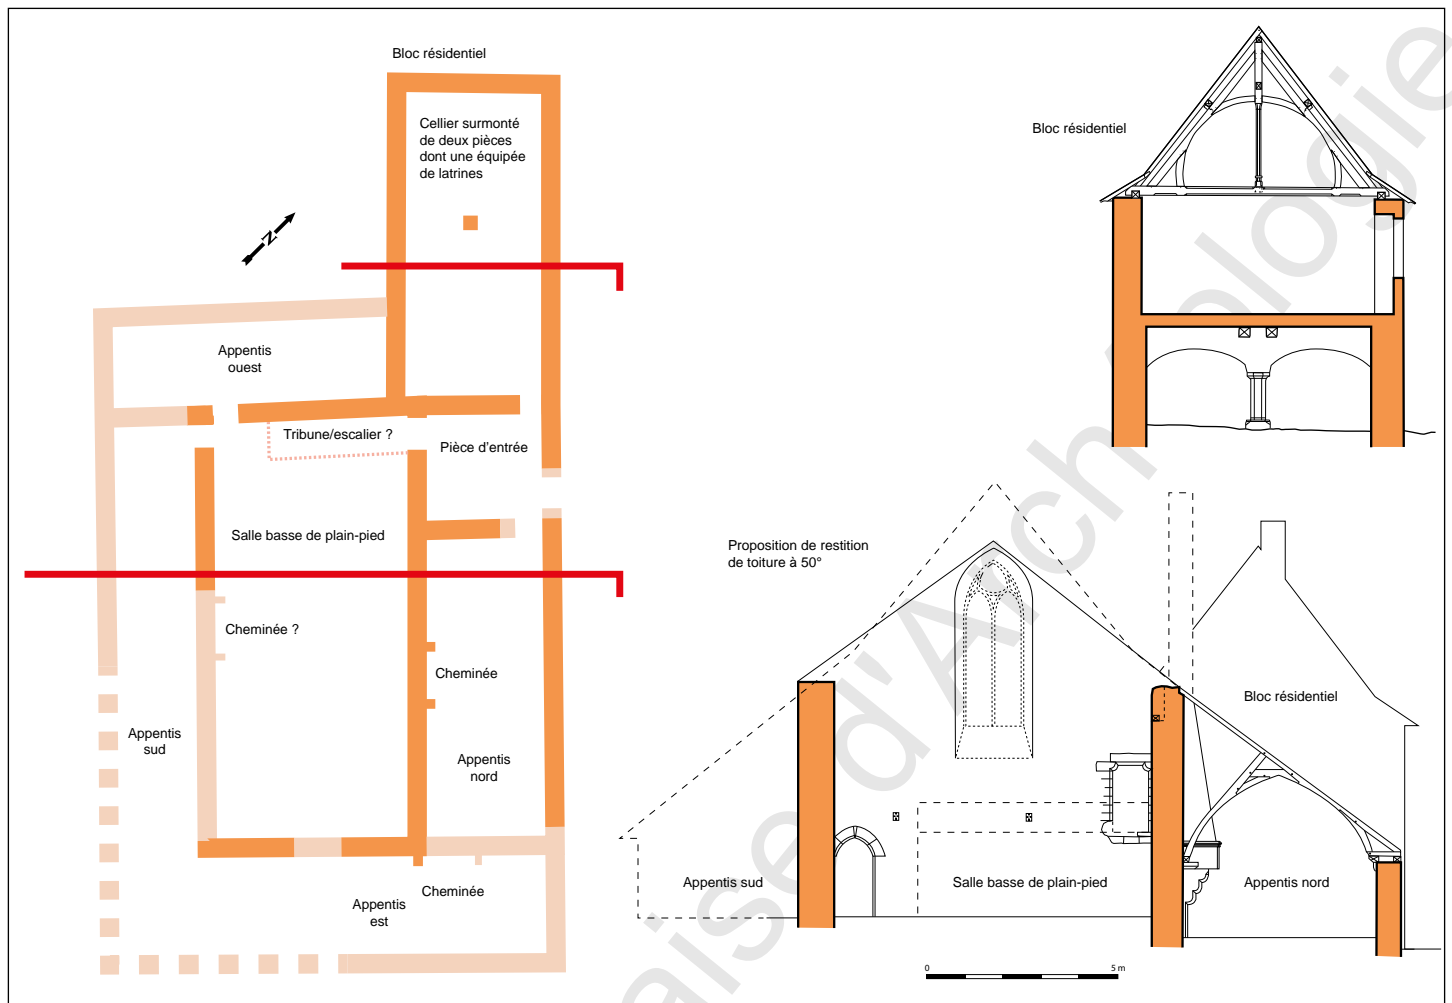 Bloc résidentiel
Cellier surmonté
de deux pièces
dont une équipée
de latrines
N
Appentis
ouest
Tribune/escalier ?
Pièce d'entrée
Salle basse de plain-pied
Cheminée ?
Cheminée
Appentis
sud
Appentis
nord
Cheminée
Appentis
est
Bloc résidentiel
Proposition de restition
de toiture à 50°
Bloc résidentiel
Appentis sud
Salle basse de plain-pied
Appentis nord
0
5 m
aise d'Archéologie